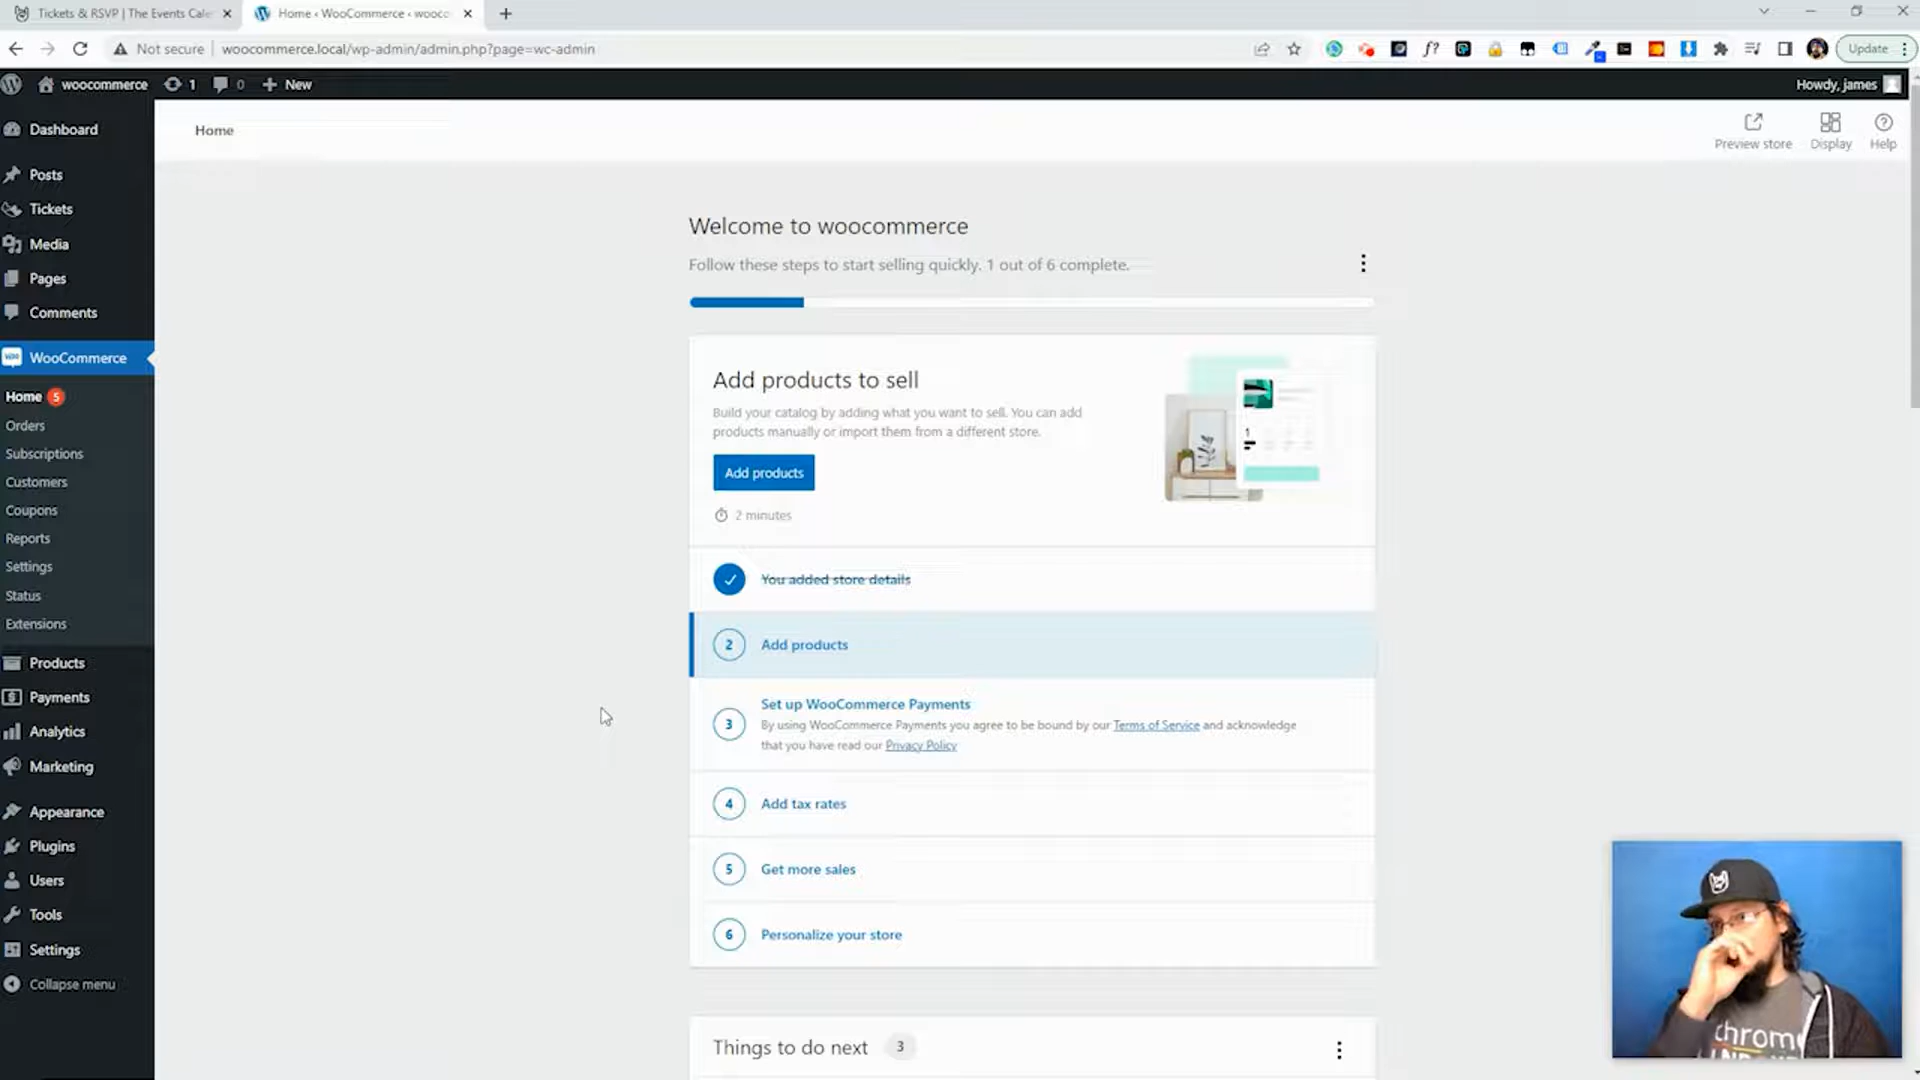 Tickets & RSVP | The Events Cale
Home ‹ WooCommerce ‹ wooco
Not secure
woocommerce.local/wp-admin/admin.php?page=wc-admin
Update
woocommerce
1
0
New
Howdy, james
Dashboard
Posts
Tickets
Media
Pages
Comments
WooCommerce
Home 5
Orders
Subscriptions
Customers
Coupons
Reports
Settings
Status
Extensions
Products
Payments
Analytics
Marketing
Appearance
Plugins
Users
Tools
Settings
Collapse menu
Home
Preview store
Display
Help
Welcome to woocommerce
Follow these steps to start selling quickly. 1 out of 6 complete.
Add products to sell
Build your catalog by adding what you want to sell. You can add
products manually or import them from a different store.
Add products
2 minutes
1
You added store details
2 Add products
3 Set up WooCommerce Payments
By using WooCommerce Payments you agree to be bound by our Terms of Service and acknowledge
that you have read our Privacy Policy
4 Add tax rates
5 Get more sales
6 Personalize your store
Things to do next 3
chrom